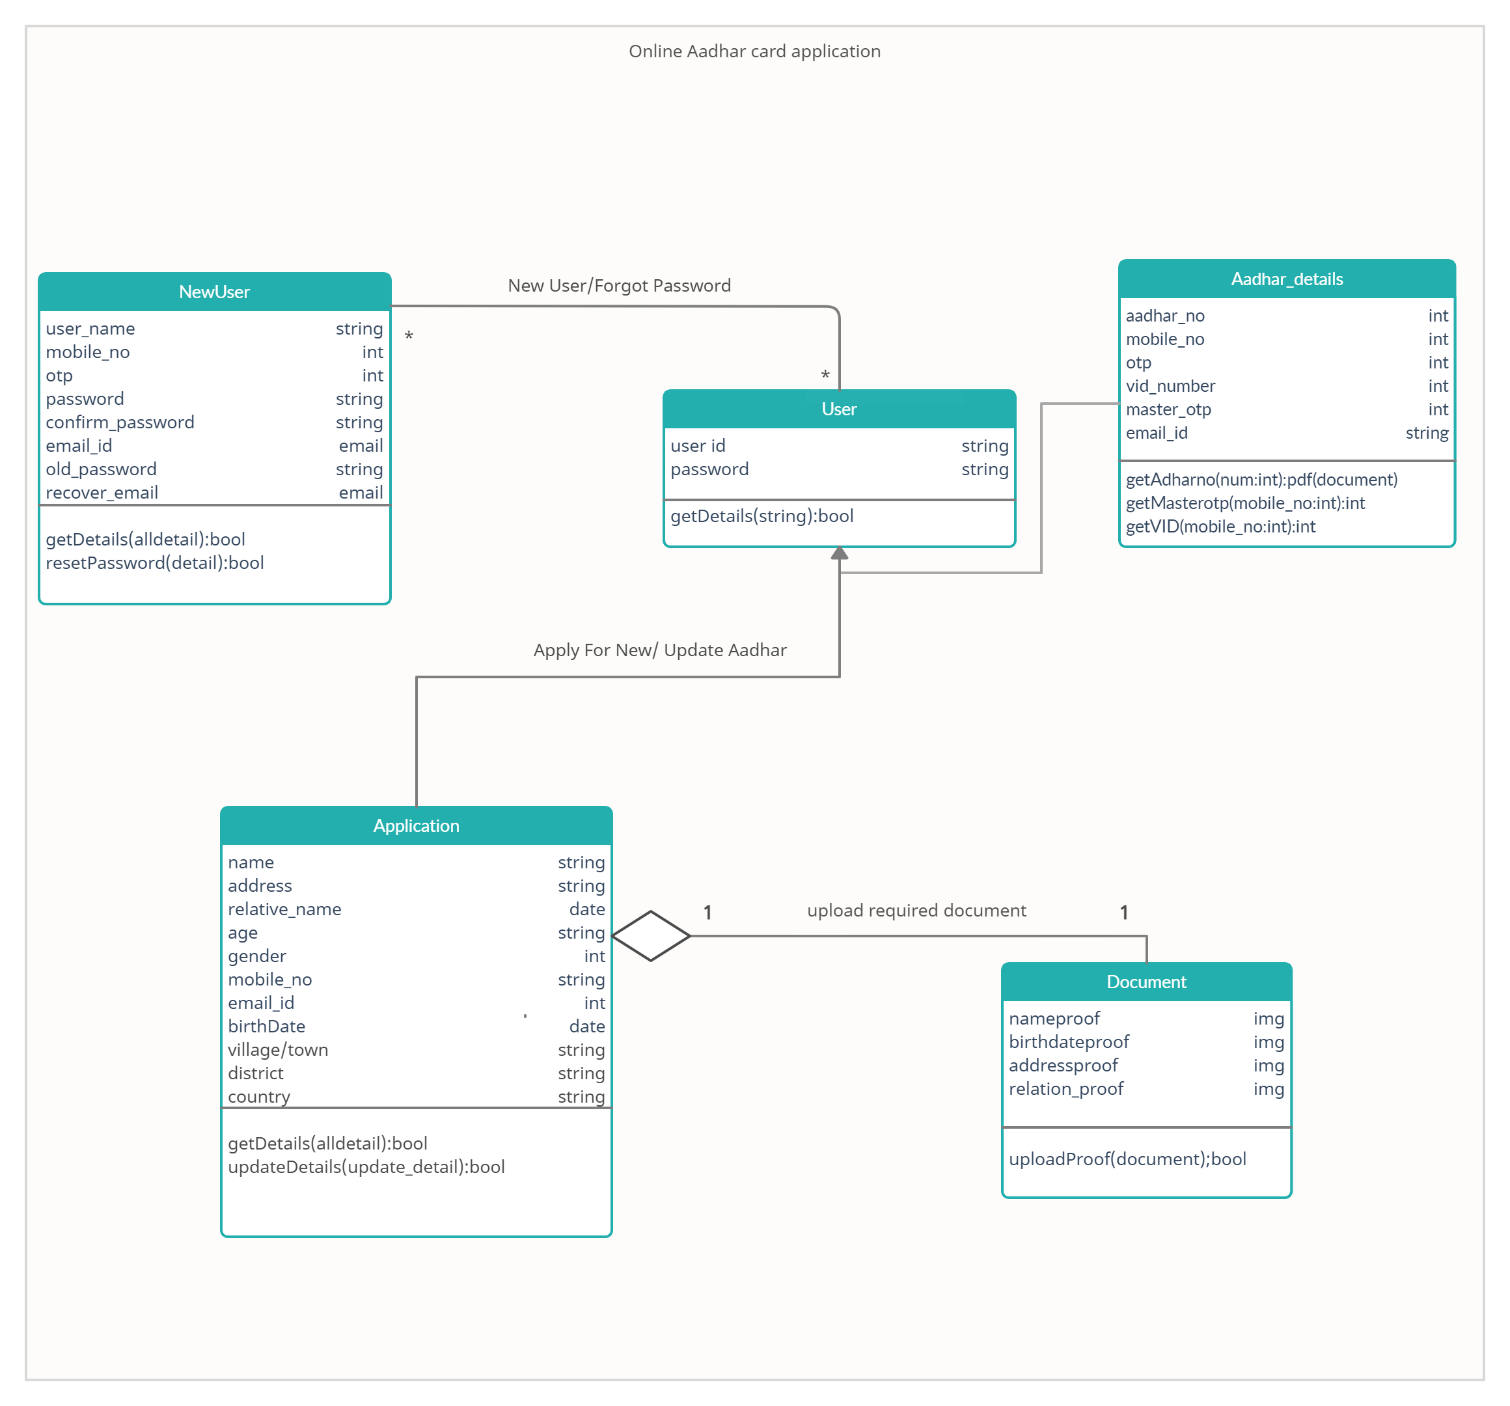 Online Aadhar card application
New User/Forgot Password
*
*
NewUser
user_name string
mobile_no int
otp int
password string
confirm_password string
email_id email
old_password string
recover_email email
getDetails(alldetail):bool
resetPassword(detail):bool
User
user id string
password string
getDetails(string):bool
Aadhar_details
aadhar_no int
mobile_no int
otp int
vid_number int
master_otp int
email_id string
getAdharno(num:int):pdf(document)
getMasterotp(mobile_no:int):int
getVID(mobile_no:int):int
Apply For New/ Update Aadhar
Application
name string
address string
relative_name date
age string
gender int
mobile_no string
email_id int
birthDate date
village/town string
district string
country string
getDetails(alldetail):bool
updateDetails(update_detail):bool
1 upload required document 1
Document
nameproof img
birthdateproof img
addressproof img
relation_proof img
uploadProof(document);bool